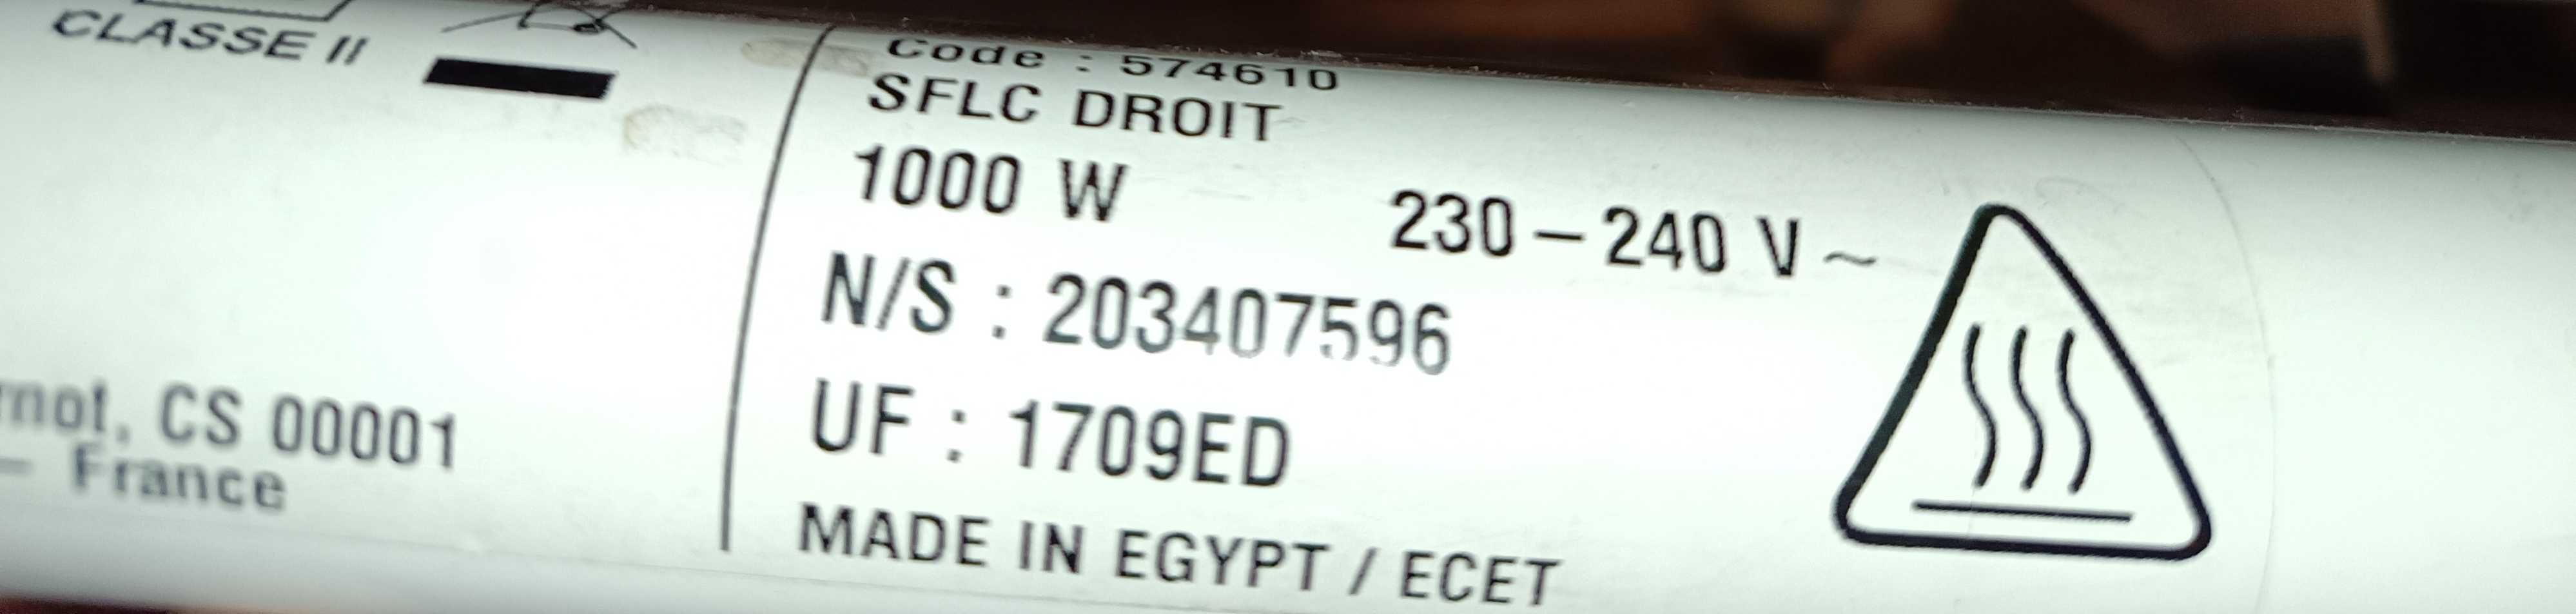 CLASSE II
CS 00001
– France
Code : 574610
SFLC DROIT
1000 W 230 – 240 V ~
N/S : 203407596
UF : 1709ED
MADE IN EGYPT / ECET